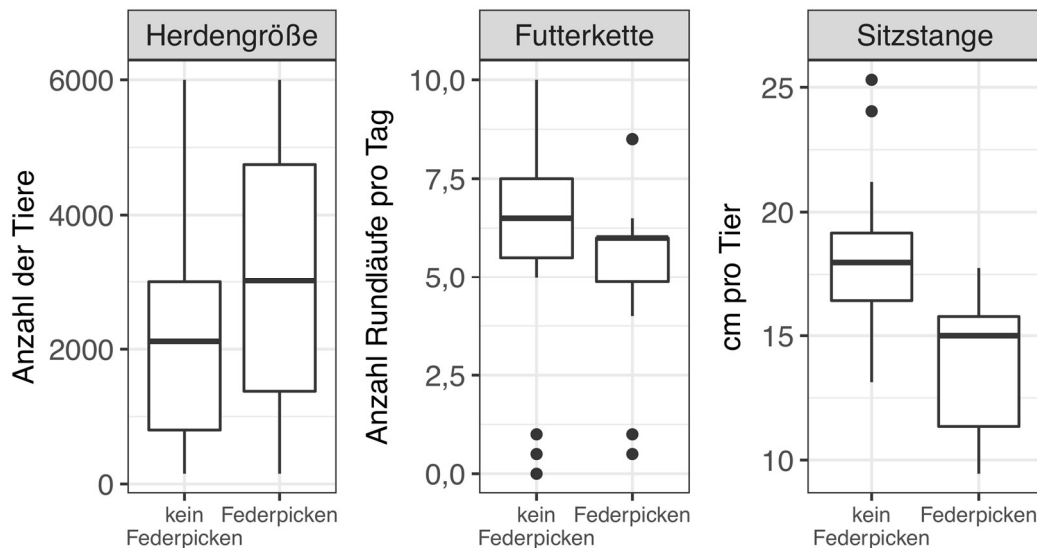 Herdengröße
Anzahl der Tiere
6000
4000
2000
0
kein
Federpicken
Federpicken
Futterkette
Anzahl Rundläufe pro Tag
10,0
7,5
5,0
2,5
0,0
kein
Federpicken
Federpicken
Sitzstange
cm pro Tier
25
20
15
10
kein
Federpicken
Federpicken